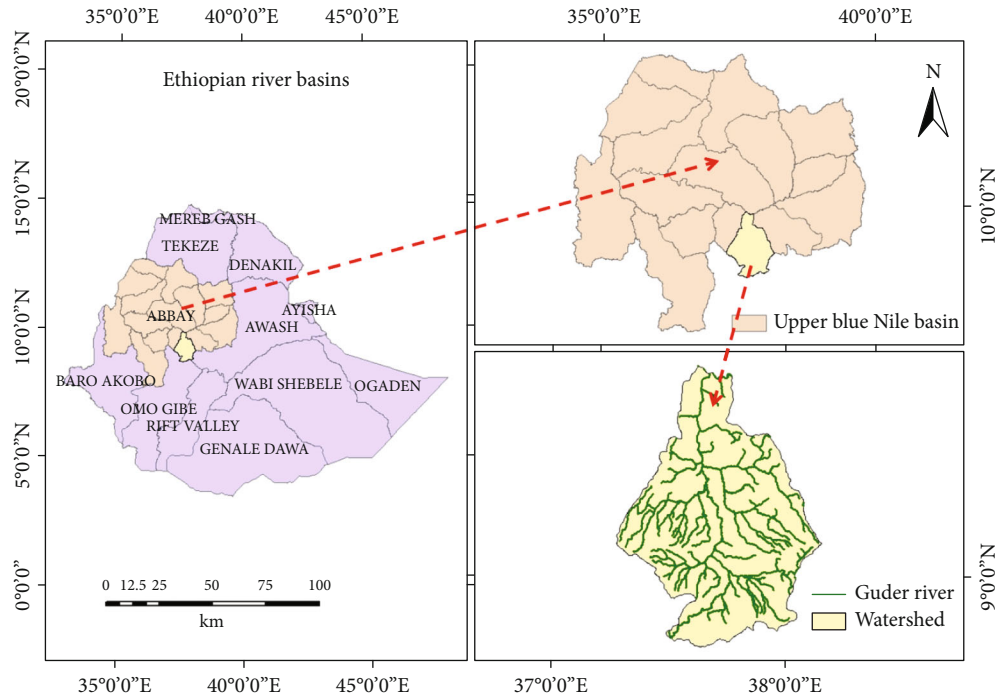 35°0'0"E 40°0'0"E 45°0'0"E
35°0'0"E 40°0'0"E
20°0'0"N
15°0'0"N
10°0'0"N
5°0'0"N
0°0'0"
Ethiopian river basins
MEREB GASH
TEKEZE
DENAKIL
AYISHA
ABBAY
AWASH
BARO AKOBO
WABI SHEBELE
OGADEN
OMO GIBE
RIFT VALLEY
GENALE DAWA
0 12.5 25 50 75 100
km
35°0'0"E 40°0'0"E 45°0'0"E
N
10°0'0"N
Upper blue Nile basin
9°0'0"N
Guder river
Watershed
37°0'0"E 38°0'0"E